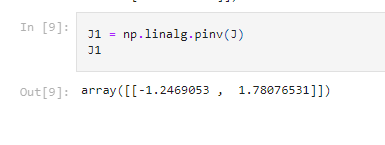 In [9]:
J1 = np.linalg.pinv(J)
J1
Out[9]: array([[-1.2469053 ,  1.78076531]])